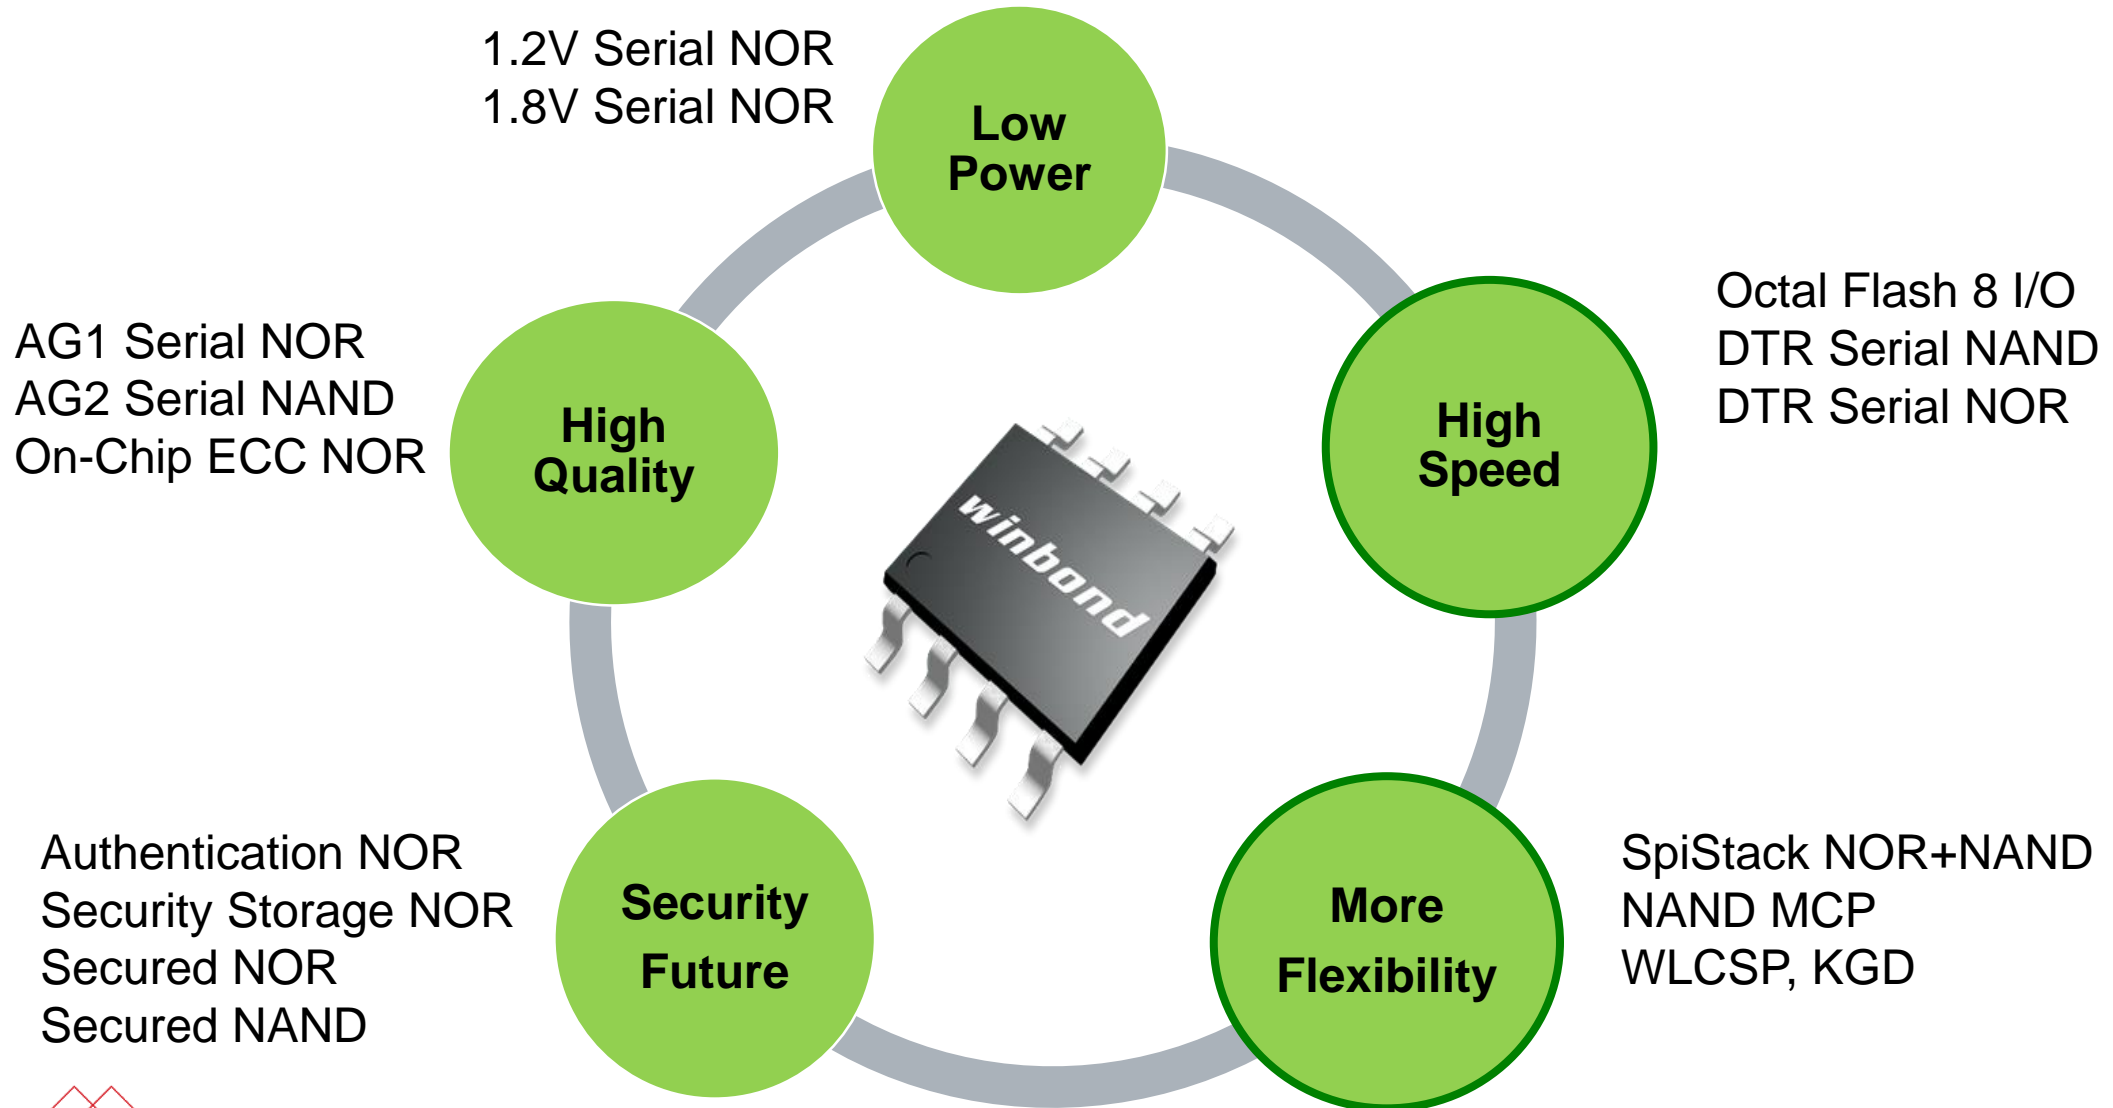 1.2V Serial NOR
1.8V Serial NOR
Low
Power
Octal Flash 8 I/O
DTR Serial NAND
DTR Serial NOR
High
Speed
AG1 Serial NOR
AG2 Serial NAND
On-Chip ECC NOR
High
Quality
winbond
Authentication NOR
Security Storage NOR
Secured NOR
Secured NAND
Security
Future
More
Flexibility
SpiStack NOR+NAND
NAND MCP
WLCSP, KGD